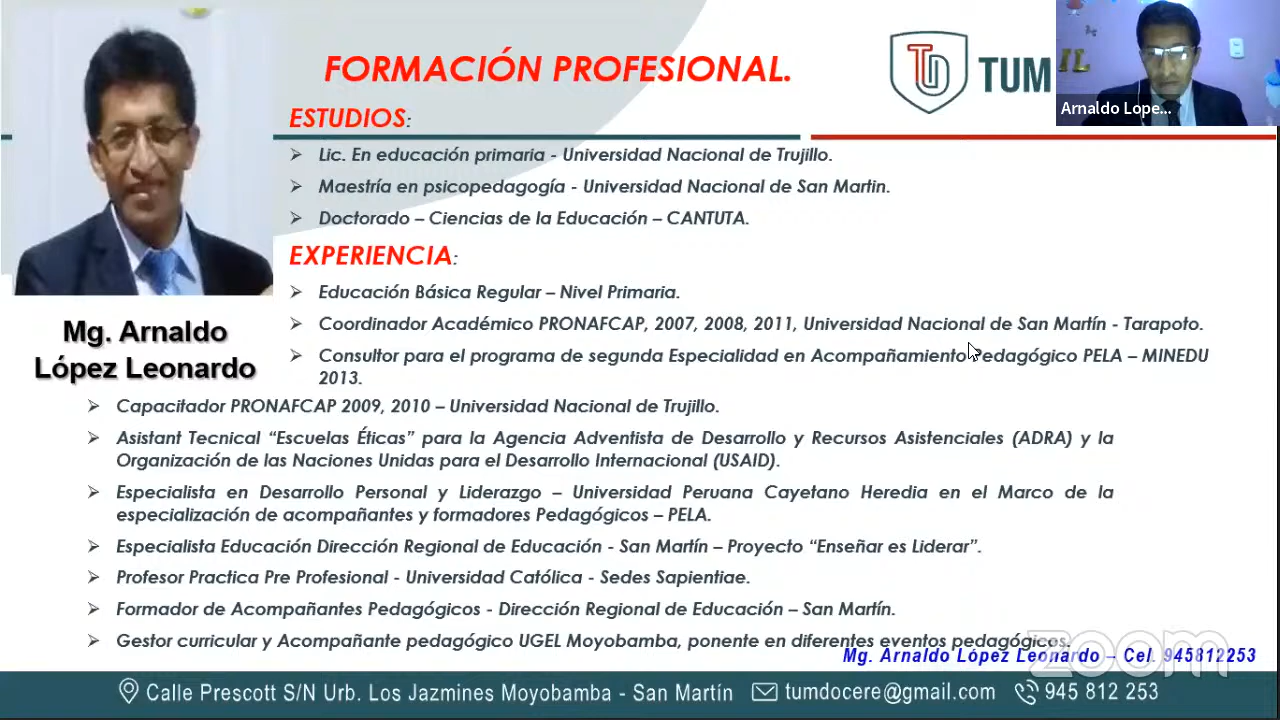 FORMACIÓN PROFESIONAL.
TUM
IL
Arnaldo Lope...
ESTUDIOS:
➢ Lic. En educación primaria - Universidad Nacional de Trujillo.
➢ Maestría en psicopedagogía - Universidad Nacional de San Martin.
➢ Doctorado – Ciencias de la Educación – CANTUTA.
EXPERIENCIA:
➢ Educación Básica Regular – Nivel Primaria.
➢ Coordinador Académico PRONAFCAP, 2007, 2008, 2011, Universidad Nacional de San Martín - Tarapoto.
➢ Consultor para el programa de segunda Especialidad en Acompañamiento Pedagógico PELA – MINEDU
2013.
Mg. Arnaldo
López Leonardo
➢ Capacitador PRONAFCAP 2009, 2010 – Universidad Nacional de Trujillo.
➢ Asistant Tecnical “Escuelas Éticas” para la Agencia Adventista de Desarrollo y Recursos Asistenciales (ADRA) y la
Organización de las Naciones Unidas para el Desarrollo Internacional (USAID).
➢ Especialista en Desarrollo Personal y Liderazgo – Universidad Peruana Cayetano Heredia en el Marco de la
especialización de acompañantes y formadores Pedagógicos – PELA.
➢ Especialista Educación Dirección Regional de Educación - San Martín – Proyecto “Enseñar es Liderar”.
➢ Profesor Practica Pre Profesional - Universidad Católica - Sedes Sapientiae.
➢ Formador de Acompañantes Pedagógicos - Dirección Regional de Educación – San Martín.
➢ Gestor curricular y Acompañante pedagógico UGEL Moyobamba, ponente en diferentes eventos pedagógicos.
Mg. Arnaldo López Leonardo – Cel. 945812253
zoom
Calle Prescott S/N Urb. Los Jazmines Moyobamba - San Martín tumdocere@gmail.com 945 812 253